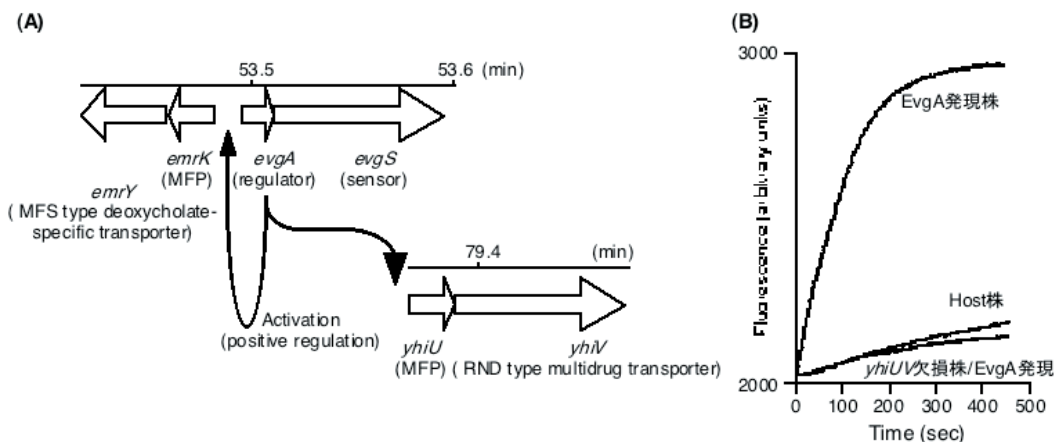 (A)
53.5
53.6 (min)
emrK
(MFP)
evgA
(regulator)
evgS
(sensor)
emrY
( MFS type deoxycholate-
specific transporter)
79.4
(min)
Activation
(positive regulation)
yhiU
(MFP)
yhiV
( RND type multidrug transporter)
(B)
3000
2000
EvgA発現株
Host株
yhiUV欠損株/EvgA発現
0 100 200 300 400 500
Time (sec)